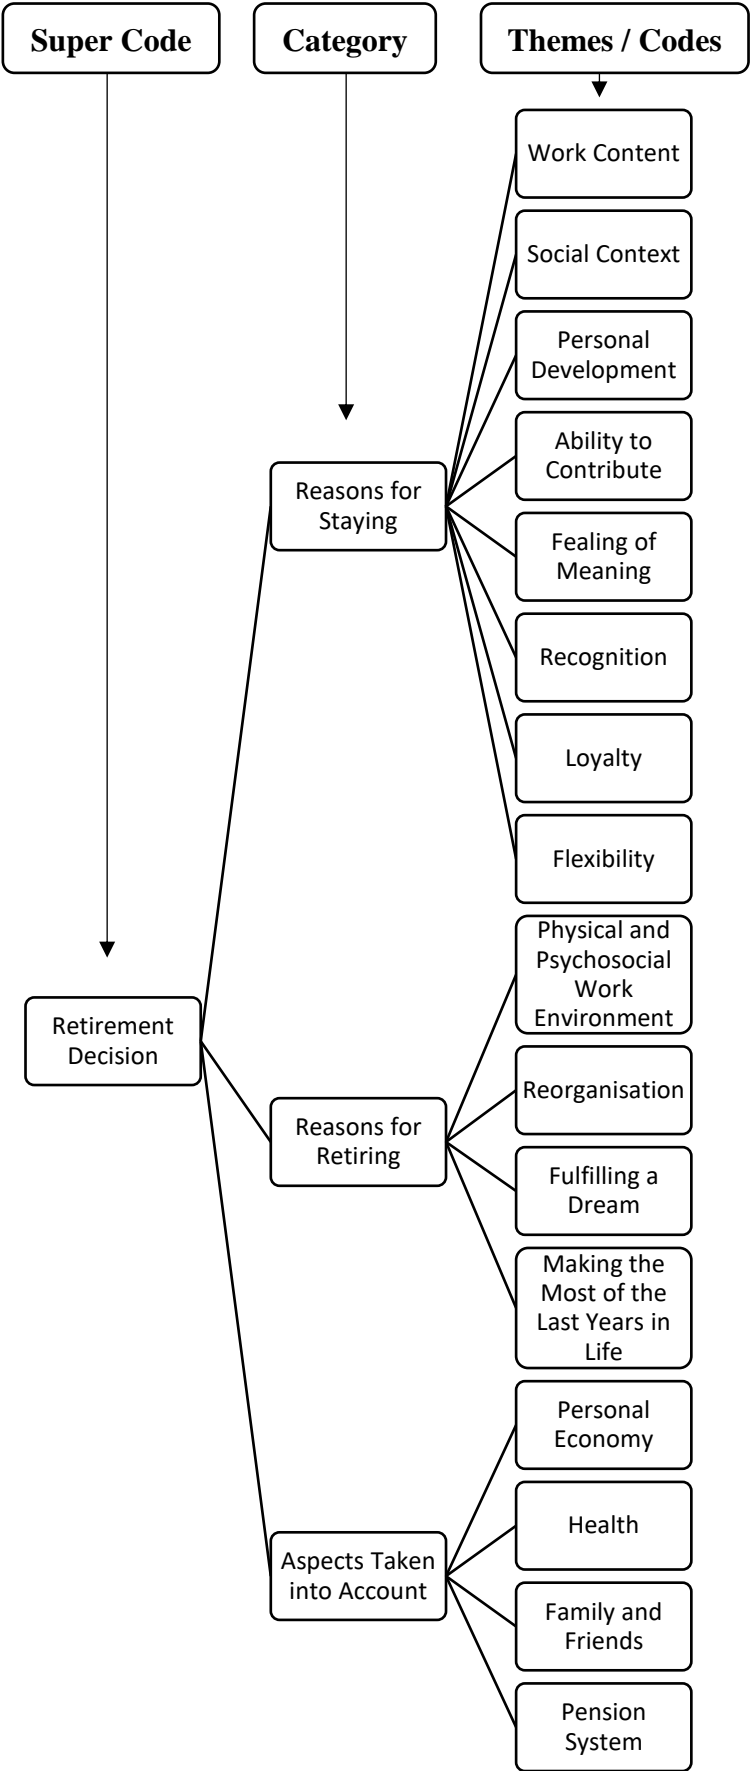 Super Code
Category
Themes / Codes
Work Content
Social Context
Personal
Development
Ability to
Contribute
Reasons for
Staying
Fealing of
Meaning
Recognition
Loyalty
Flexibility
Physical and
Psychosocial
Work
Environment
Retirement
Decision
Reorganisation
Reasons for
Retiring
Fulfilling a
Dream
Making the
Most of the
Last Years in
Life
Personal
Economy
Health
Aspects Taken
into Account
Family and
Friends
Pension
System